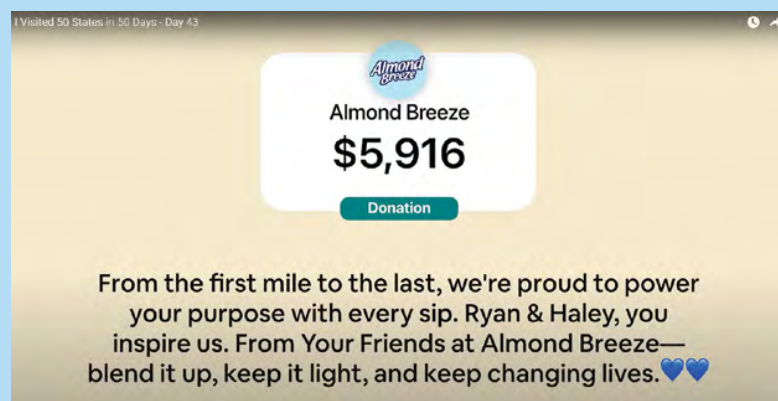 I Visited 50 States in 50 Days - Day 43
Almond
Breeze
Almond Breeze
$5,916
Donation
From the first mile to the last, we're proud to power
your purpose with every sip. Ryan & Haley, you
inspire us. From Your Friends at Almond Breeze—
blend it up, keep it light, and keep changing lives.💙💙